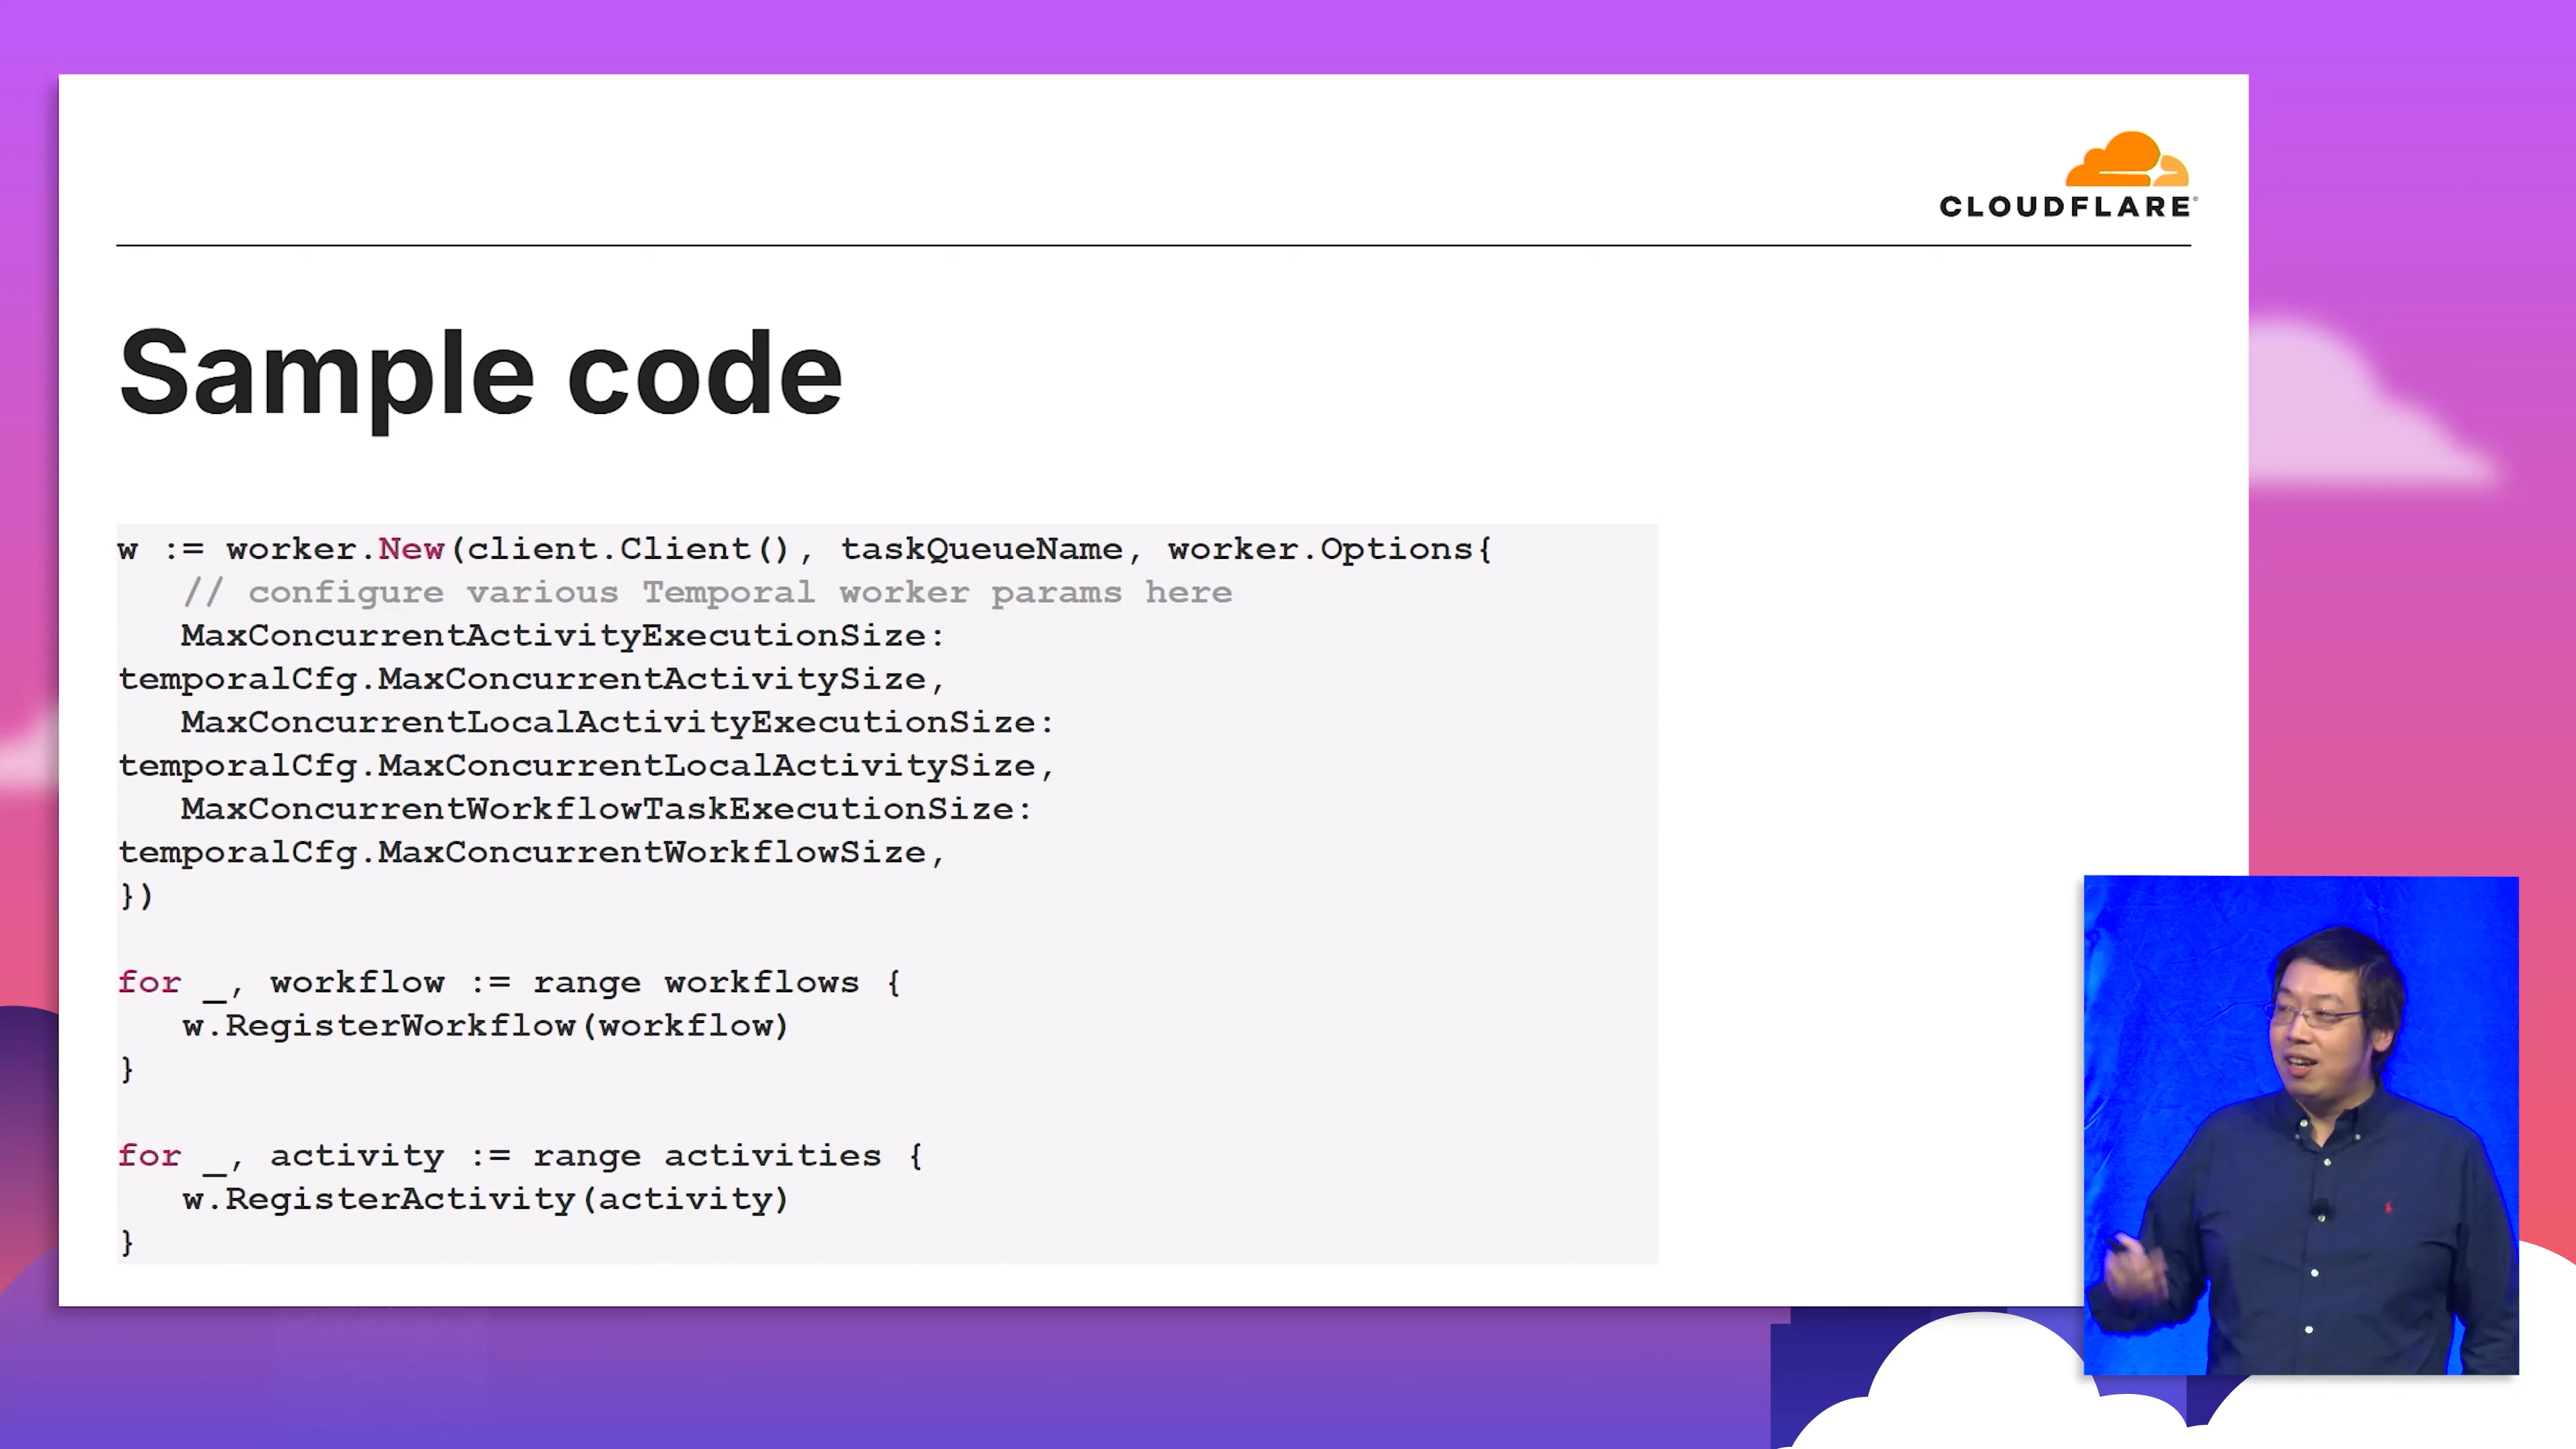 CLOUDFLARE
Sample code
w := worker.New(client.Client(), taskQueueName, worker.Options{
// configure various Temporal worker params here
MaxConcurrentActivityExecutionSize:
temporalCfg.MaxConcurrentActivitySize,
MaxConcurrentLocalActivityExecutionSize:
temporalCfg.MaxConcurrentLocalActivitySize,
MaxConcurrentWorkflowTaskExecutionSize:
temporalCfg.MaxConcurrentWorkflowSize,
})
for _, workflow := range workflows {
w.RegisterWorkflow(workflow)
}
for _, activity := range activities {
w.RegisterActivity(activity)
}